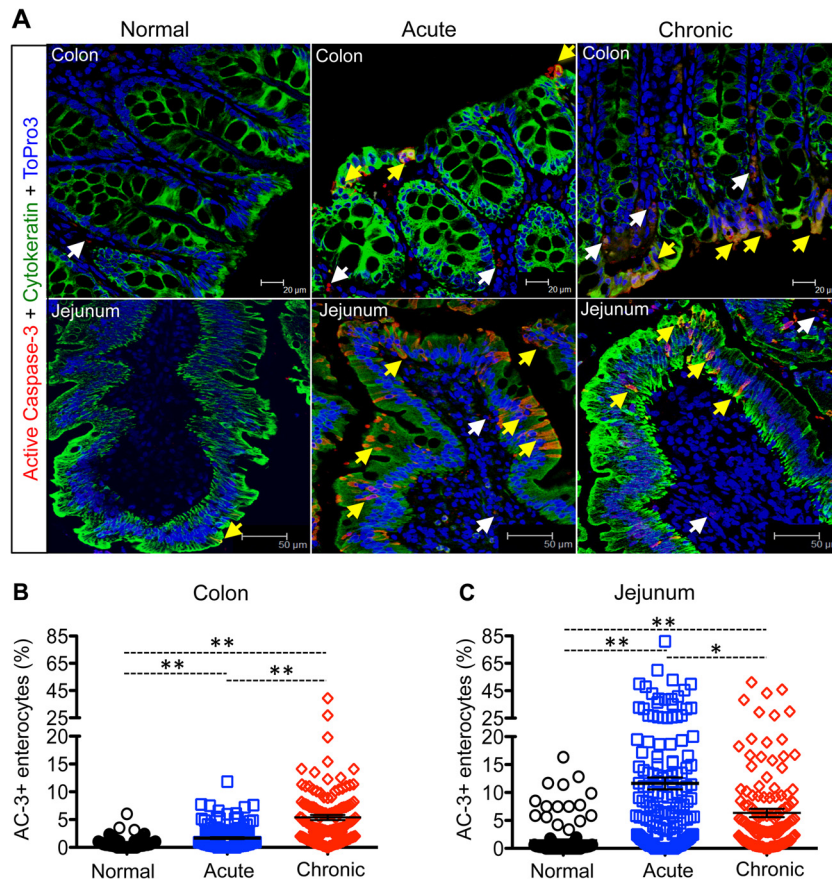 A
Normal
Acute
Chronic
Active Caspase-3 + Cytokeratin + ToPro3
Colon
Colon
Colon
20 µm
20 µm
20 µm
Jejunum
Jejunum
Jejunum
50 µm
50 µm
50 µm
B
Colon
AC-3+ enterocytes (%)
85
65
45
25
20
15
10
5
0
**
**
**
Normal
Acute
Chronic
C
Jejunum
AC-3+ enterocytes (%)
85
65
45
25
20
15
10
5
0
**
**
*
Normal
Acute
Chronic